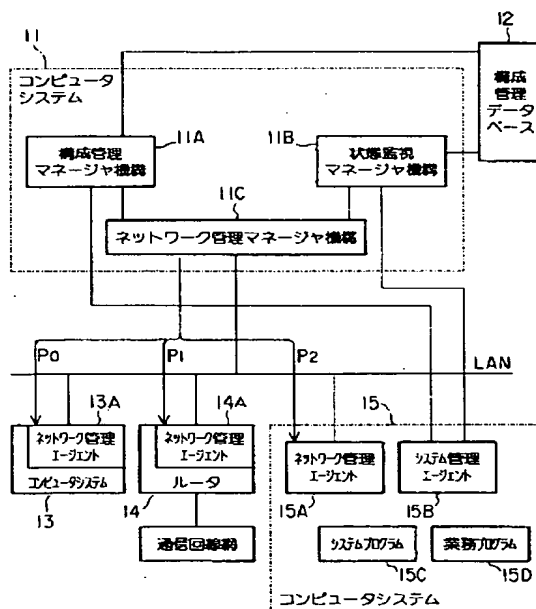 11
コンピュータ
システム
12
構成
管理
データ
ベース
11A
構成管理
マネージャ機構
11B
状態監視
マネージャ機構
11C
ネットワーク管理マネージャ機構
P0
P1
P2
LAN
13A
ネットワーク管理
エージェント
コンピュータシステム
13
14A
ネットワーク管理
エージェント
ルータ
14
通信回線網
15
ネットワーク管理
エージェント
15A
システム管理
エージェント
15B
システムプログラム
15C
業務プログラム
15D
コンピュータシステム